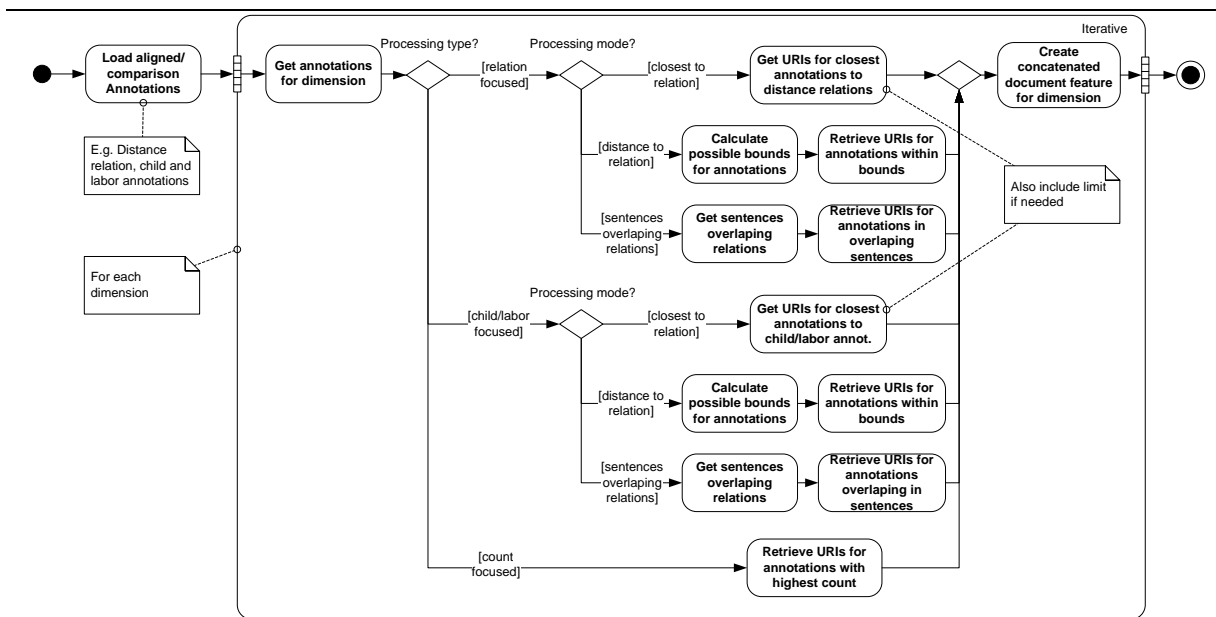 Iterative
Processing type?
Processing mode?
Load aligned/
comparison
Annotations
Get annotations
for dimension
[relation
focused]
[closest to
relation]
Get URIs for closest
annotations to
distance relations
Create
concatenated
document feature
for dimension
E.g. Distance
relation, child and
labor annotations
[distance to
relation]
Calculate
possible bounds
for annotations
Retrieve URIs for
annotations within
bounds
Also include limit
if needed
[sentences
overlaping
relations]
Get sentences
overlaping
relations
Retrieve URIs for
annotations in
overlaping
sentences
For each
dimension
Processing mode?
[child/labor
focused]
[closest to
relation]
Get URIs for closest
annotations to
child/labor annot.
[distance to
relation]
Calculate
possible bounds
for annotations
Retrieve URIs for
annotations within
bounds
[sentences
overlaping
relations]
Get sentences
overlaping
relations
Retrieve URIs for
annotations
overlaping in
sentences
[count
focused]
Retrieve URIs for
annotations with
highest count